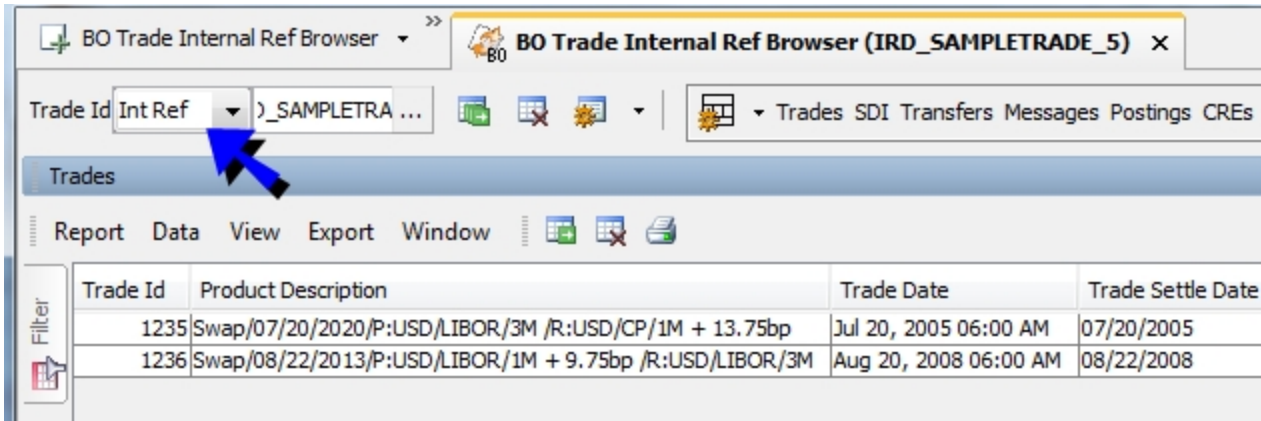 BO Trade Internal Ref Browser »
BO BO Trade Internal Ref Browser (IRD_SAMPLETRADE_5) ×
Trade Id Int Ref _SAMPLETRA ... Trades SDI Transfers Messages Postings CREs
Trades
Report Data View Export Window
Filter
Trade Id Product Description Trade Date Trade Settle Date
1235 Swap/07/20/2020/P:USD/LIBOR/3M /R:USD/CP/1M + 13.75bp Jul 20, 2005 06:00 AM 07/20/2005
1236 Swap/08/22/2013/P:USD/LIBOR/1M + 9.75bp /R:USD/LIBOR/3M Aug 20, 2008 06:00 AM 08/22/2008